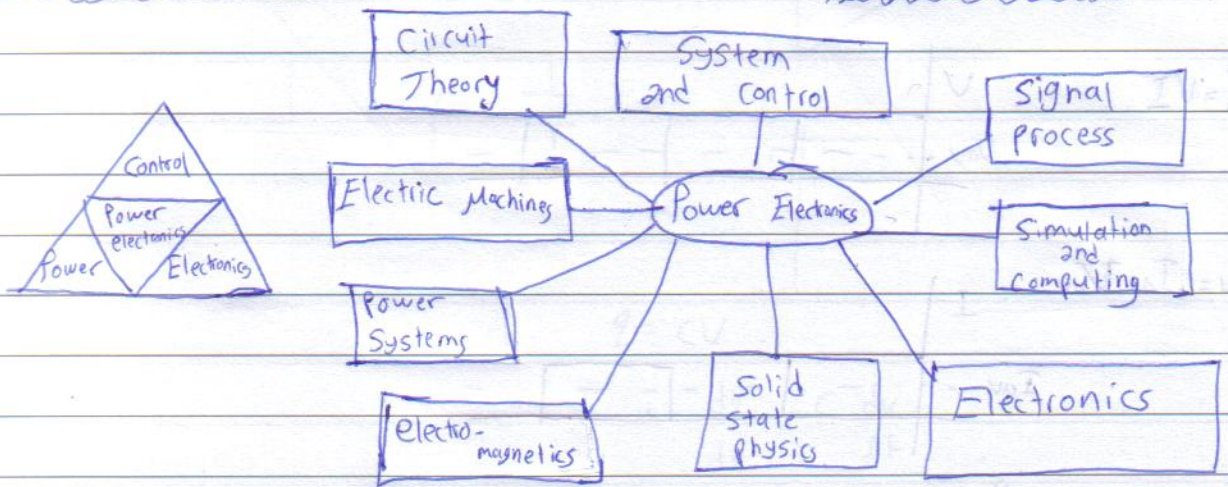 Circuit
Theory
System
and Control
Signal
process
Control
Power
electronics
Power
Electronics
Electric Machines
Power Electronics
Simulation
and
Computing
Power
Systems
Electro-
magnetics
Solid
state
physics
Electronics